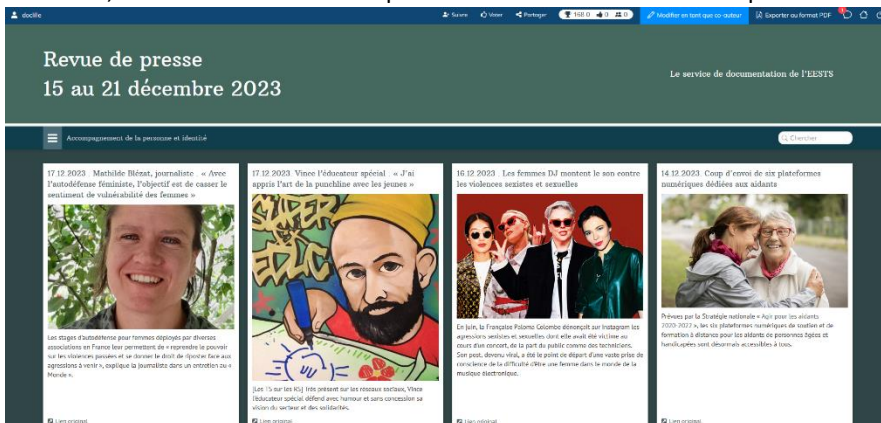 doclille
Suivre
Voter
Partager
168.0
0
0
Modifier en tant que co-auteur
Exporter au format PDF
Revue de presse
15 au 21 décembre 2023
Le service de documentation de l'EESTS
Accompagnement de la personne et identité
Chercher
17.12.2023 . Mathilde Blézat, journaliste . « Avec
l'autodéfense féministe, l'objectif est de casser le
sentiment de vulnérabilité des femmes »
Les stages d'autodéfense pour femmes déployés par diverses
associations en France leur permettent de « reprendre le pouvoir
sur les violences passées et se donner le droit de riposter face aux
agressions à venir », explique la journaliste dans un entretien au «
Monde ».
Lien original
17.12.2023. Vince l'éducateur spécial . « J'ai
appris l'art de la punchline avec les jeunes »
SUPER
EDUC
[Les 15 sur les RS] Très présent sur les réseaux sociaux, Vince
l'éducateur spécial défend avec humour et sans concession sa
vision du secteur et des solidarités.
Lien original
16.12.2023 . Les femmes DJ montent le son contre
les violences sexistes et sexuelles
En juin, la Française Paloma Colombe dénonçait sur Instagram les
agressions sexistes et sexuelles dont elle avait été victime au
cours d'un concert, de la part du public comme des techniciens.
Son post, devenu viral, a été le point de départ d'une vaste prise de
conscience de la difficulté d'être une femme dans le monde de la
musique électronique.
Lien original
14.12.2023. Coup d'envoi de six plateformes
numériques dédiées aux aidants
Prévues par la Stratégie nationale « Agir pour les aidants
2020-2022 », les six plateformes numériques de soutien et de
formation à distance pour les aidants de personnes âgées et
handicapées sont désormais accessibles à tous.
Lien original